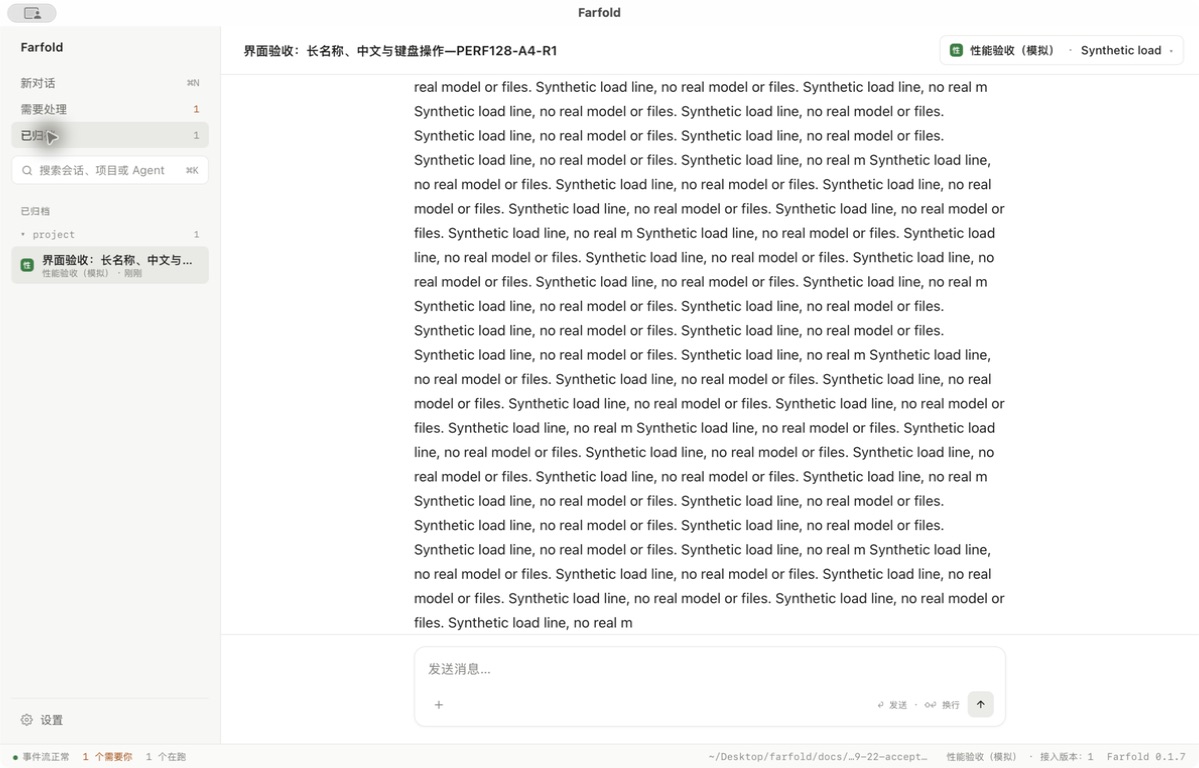 Farfold
Farfold
新对话 ⌘N
需要处理 1
已归 1
搜索会话、项目或 Agent ⌘K
已归档
project 1
性 界面验收：长名称、中文与...
性能验收（模拟） · 刚刚
设置
界面验收：长名称、中文与键盘操作—PERF128-A4-R1
性 性能验收（模拟） · Synthetic load
real model or files. Synthetic load line, no real model or files. Synthetic load line, no real m
Synthetic load line, no real model or files. Synthetic load line, no real model or files.
Synthetic load line, no real model or files. Synthetic load line, no real model or files.
Synthetic load line, no real model or files. Synthetic load line, no real m Synthetic load line,
no real model or files. Synthetic load line, no real model or files. Synthetic load line, no real
model or files. Synthetic load line, no real model or files. Synthetic load line, no real model or
files. Synthetic load line, no real m Synthetic load line, no real model or files. Synthetic load
line, no real model or files. Synthetic load line, no real model or files. Synthetic load line, no
real model or files. Synthetic load line, no real model or files. Synthetic load line, no real m
Synthetic load line, no real model or files. Synthetic load line, no real model or files.
Synthetic load line, no real model or files. Synthetic load line, no real model or files.
Synthetic load line, no real model or files. Synthetic load line, no real m Synthetic load line,
no real model or files. Synthetic load line, no real model or files. Synthetic load line, no real
model or files. Synthetic load line, no real model or files. Synthetic load line, no real model or
files. Synthetic load line, no real m Synthetic load line, no real model or files. Synthetic load
line, no real model or files. Synthetic load line, no real model or files. Synthetic load line, no
real model or files. Synthetic load line, no real model or files. Synthetic load line, no real m
Synthetic load line, no real model or files. Synthetic load line, no real model or files.
Synthetic load line, no real model or files. Synthetic load line, no real model or files.
Synthetic load line, no real model or files. Synthetic load line, no real m Synthetic load line,
no real model or files. Synthetic load line, no real model or files. Synthetic load line, no real
model or files. Synthetic load line, no real model or files. Synthetic load line, no real model or
files. Synthetic load line, no real m
发送消息...
+ ↵ 发送 · ⇧↵ 换行
事件流正常 1 个需要你 1 个在跑 ~/Desktop/farfold/docs/…9-22-accept… 性能验收（模拟） · 接入版本：1 Farfold 0.1.7